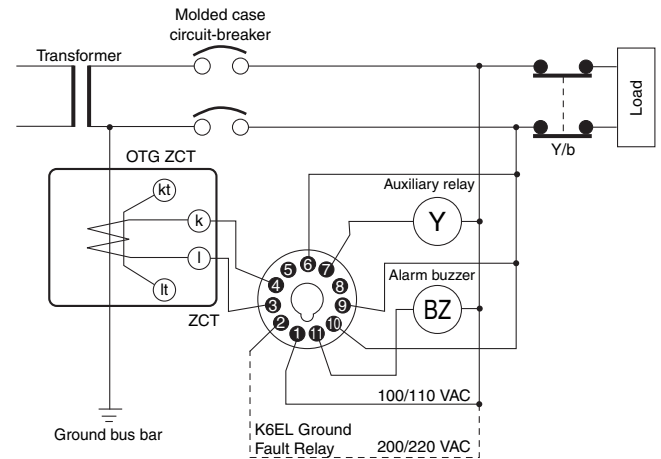 Molded case
circuit-breaker
Transformer
Load
Y/b
OTG ZCT
kt
k
l
lt
ZCT
Auxiliary relay
Y
Alarm buzzer
BZ
5
6
7
4
8
3
9
2
10
1
11
100/110 VAC
K6EL Ground
Fault Relay
200/220 VAC
Ground bus bar